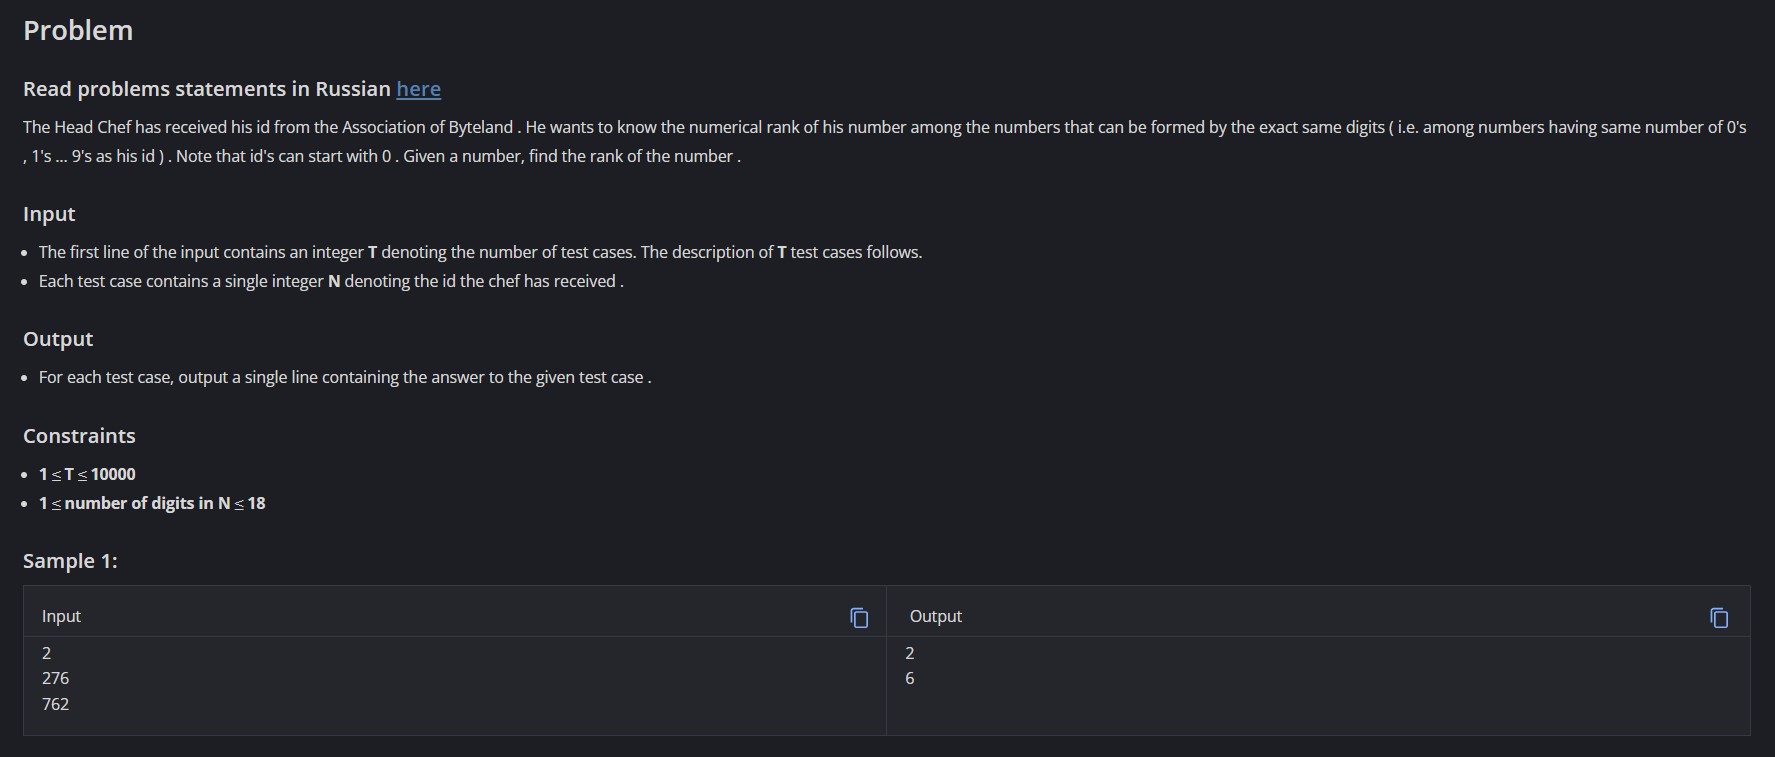 Problem
Read problems statements in Russian here
The Head Chef has received his id from the Association of Byteland . He wants to know the numerical rank of his number among the numbers that can be formed by the exact same digits ( i.e. among numbers having same number of 0's
, 1's ... 9's as his id ) . Note that id's can start with 0 . Given a number, find the rank of the number .
Input
• The first line of the input contains an integer T denoting the number of test cases. The description of T test cases follows.
• Each test case contains a single integer N denoting the id the chef has received .
Output
• For each test case, output a single line containing the answer to the given test case .
Constraints
• 1 ≤ T ≤ 10000
• 1 ≤ number of digits in N ≤ 18
Sample 1:
Input
Output
2
276
762
2
6